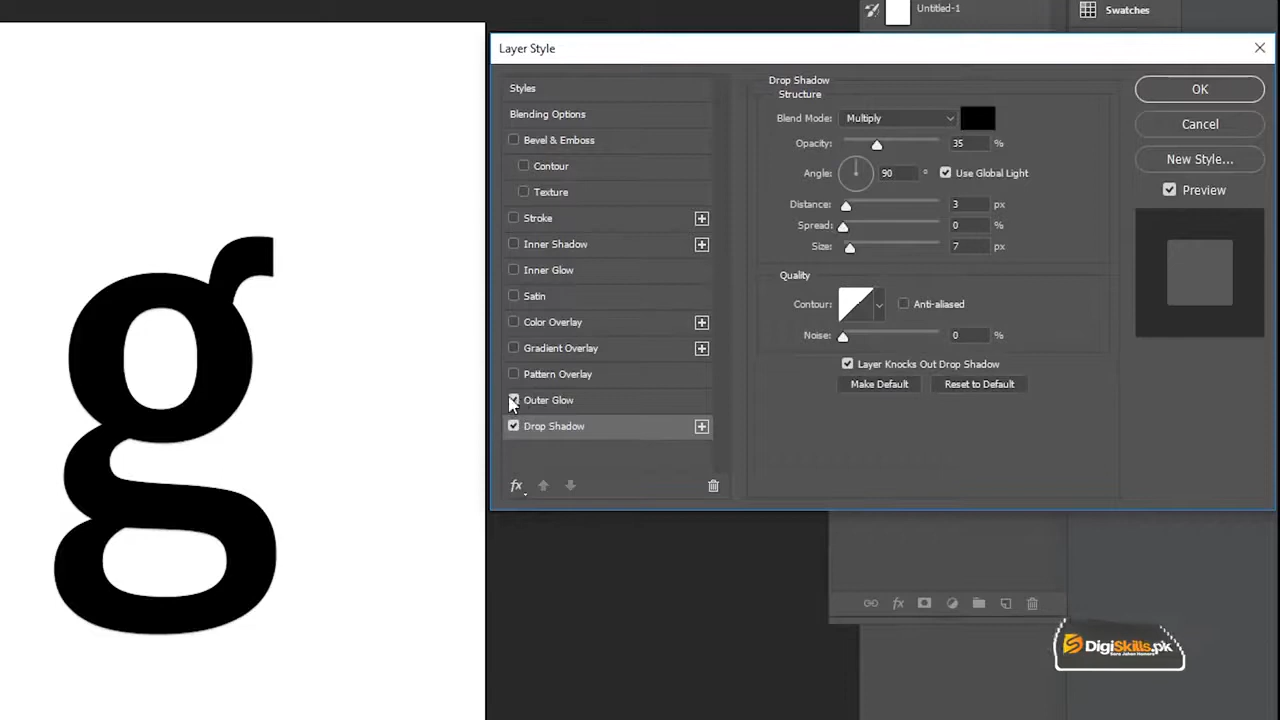 Untitled-1
Swatches
Layer Style
Styles
Blending Options
Bevel & Emboss
Contour
Texture
Stroke
Inner Shadow
Inner Glow
Satin
Color Overlay
Gradient Overlay
Pattern Overlay
Outer Glow
Drop Shadow
fx
Drop Shadow
Structure
Blend Mode: Multiply
Opacity: 35 %
Angle: 90 ° Use Global Light
Distance: 3 px
Spread: 0 %
Size: 7 px
Quality
Contour: Anti-aliased
Noise: 0 %
Layer Knocks Out Drop Shadow
Make Default Reset to Default
OK
Cancel
New Style...
Preview
g
fx
DigiSkills.pk